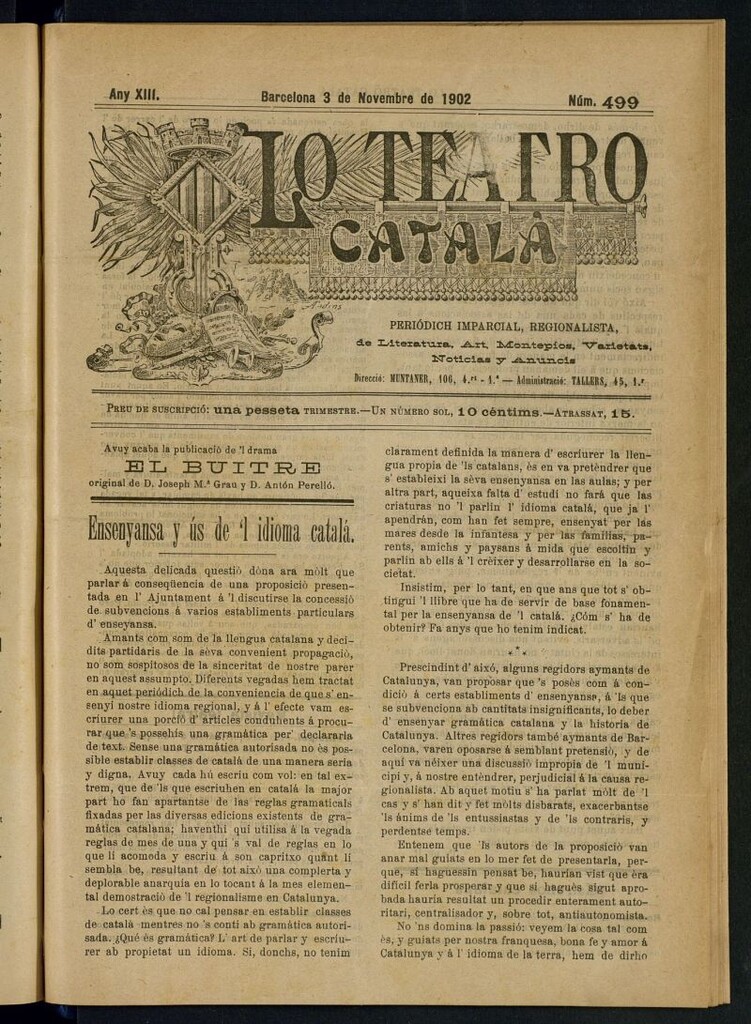 Any XIII.
Barcelona 3 de Novembre de 1902
Núm. 499
LO TEATRO
CATALÀ
PERIÓDICH IMPARCIAL, REGIONALISTA,
de Literatura, Art, Montepios, Varietats,
Noticias y Anuncis
Direcció: MUNTANER, 106, 4.rt - 1.ª — Administració: TALLERS, 45, 1.r
PREU DE SUSCRIPCIÓ: una pesseta TRIMESTRE.—UN NÚMERO SOL, 10 céntims.—ATRASSAT, 15.
Avuy acaba la publicació de 'l drama
EL BUITRE
original de D. Joseph M.ª Grau y D. Antón Perelló.
Ensenyansa y ús de 'l idioma catalá.
Aquesta delicada questió dóna ara mólt que
parlar á conseqüencia de una proposició presen-
tada en l' Ajuntament á 'l discutirse la concessió
de subvencions á varios establiments particulars
d' enseyansa.
Amants com som de la llengua catalana y deci-
dits partidaris de la séva convenient propagació,
no som sospitosos de la sinceritat de nostre parer
en aquest assumpto. Diferents vegadas hem tractat
en aquet periódich de la conveniencia de que s' en-
senyi nostre idioma regional, y á l' efecte vam es-
criurer una porció d' articles conduhents á procu-
rar que 's possehís una gramática per' declararia
de text. Sense una gramática autorisada no és pos-
sible establir classes de catalá de una manera seria
y digna. Avuy cada hú escriu com vol: en tal ex-
trem, que de 'ls que escriuhen en catalá la major
part ho fan apartantse de las reglas gramaticals
fixadas per las diversas edicions existents de gra-
mática catalana; haventhi qui utilisa á la vegada
reglas de mes de una y qui 's val de reglas en lo
que li acomoda y escriu á son capritxo quánt li
sembla be, resultant de tot aixó una complerta y
deplorable anarquía en lo tocant á la mes elemen-
tal demostració de 'l regionalisme en Catalunya.
Lo cert és que no cal pensar en establir classes
de catalá mentres no 's conti ab gramática autori-
sada. ¿Qué és gramática? L' art de parlar y escriu-
rer ab propietat un idioma. Si, donchs, no tenim
clarament definida la manera d' escriurer la llen-
gua propia de 'ls catalans, és en va preténdrer que
s' estableixi la séva ensenyansa en las aulas; y per
altra part, aqueixa falta d' estudi no fará que las
criaturas no 'l parlin l' idioma catalá, que ja l'
apendrán, com han fet sempre, ensenyat per las
mares desde la infantesa y per las familias, pa-
rents, amichs y paysans á mida que escoltin y
parlin ab ells á 'l créixer y desarrollarse en la so-
cietat.
Insistim, per lo tant, en que ans que tot s' ob-
tingui 'l llibre que ha de servir de base fonamen-
tal per la ensenyansa de 'l catalá. ¿Cóm s' ha de
obtenir? Fa anys que ho tenim indicat.
* * *
Prescindint d' aixó, alguns regidors aymants de
Catalunya, van proposar que 's posés com á con-
dició á certs establiments d' ensenyansa, á 'ls que
se subvenciona ab cantitats insignificants, lo deber
d' ensenyar gramática catalana y la historia de
Catalunya. Altres regidors també aymants de Bar-
celona, varen oposarse á semblant pretensió, y de
aquí va néixer una discussió impropia de 'l muni-
cipi y, á nostre enténdrer, perjudicial á la causa re-
gionalista. Ab aquet motiu s' ha parlat mólt de 'l
cas y s' han dit y fet mólts disbarats, exacerbantse
'ls ánims de 'ls entussiastas y de 'ls contraris, y
perdentse temps.
Entenem que 'ls autors de la proposició van
anar mal guiats en lo mer fet de presentarla, per-
que, si haguessin pensat be, haurían vist que éra
difícil ferla prosperar y que si hagués sigut apro-
bada hauria resultat un procedir enterament auto-
ritari, centralisador y, sobre tot, antiautonomista.
No 'ns domina la passió: veyem la cosa tal com
és, y guiats per nostra franquesa, bona fe y amor á
Catalunya y á l' idioma de la terra, hem de dirho